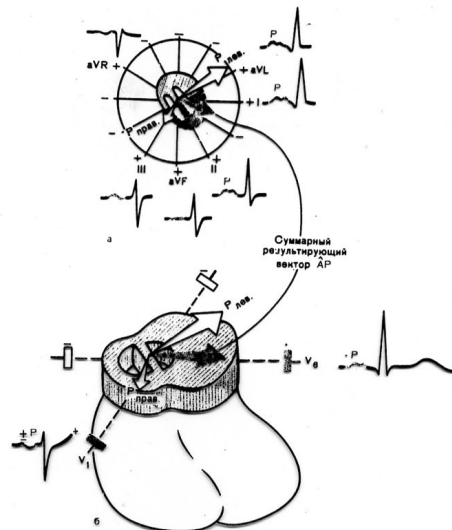 P
P лев.
aVR +
+ aVL
P
+ I
P прав.
+
III
+
aVF
+
II
P
P
а
Суммарный
результирующий
вектор ÂP
P лев.
P
прав.
V₆
P
± P
+
V₁
б